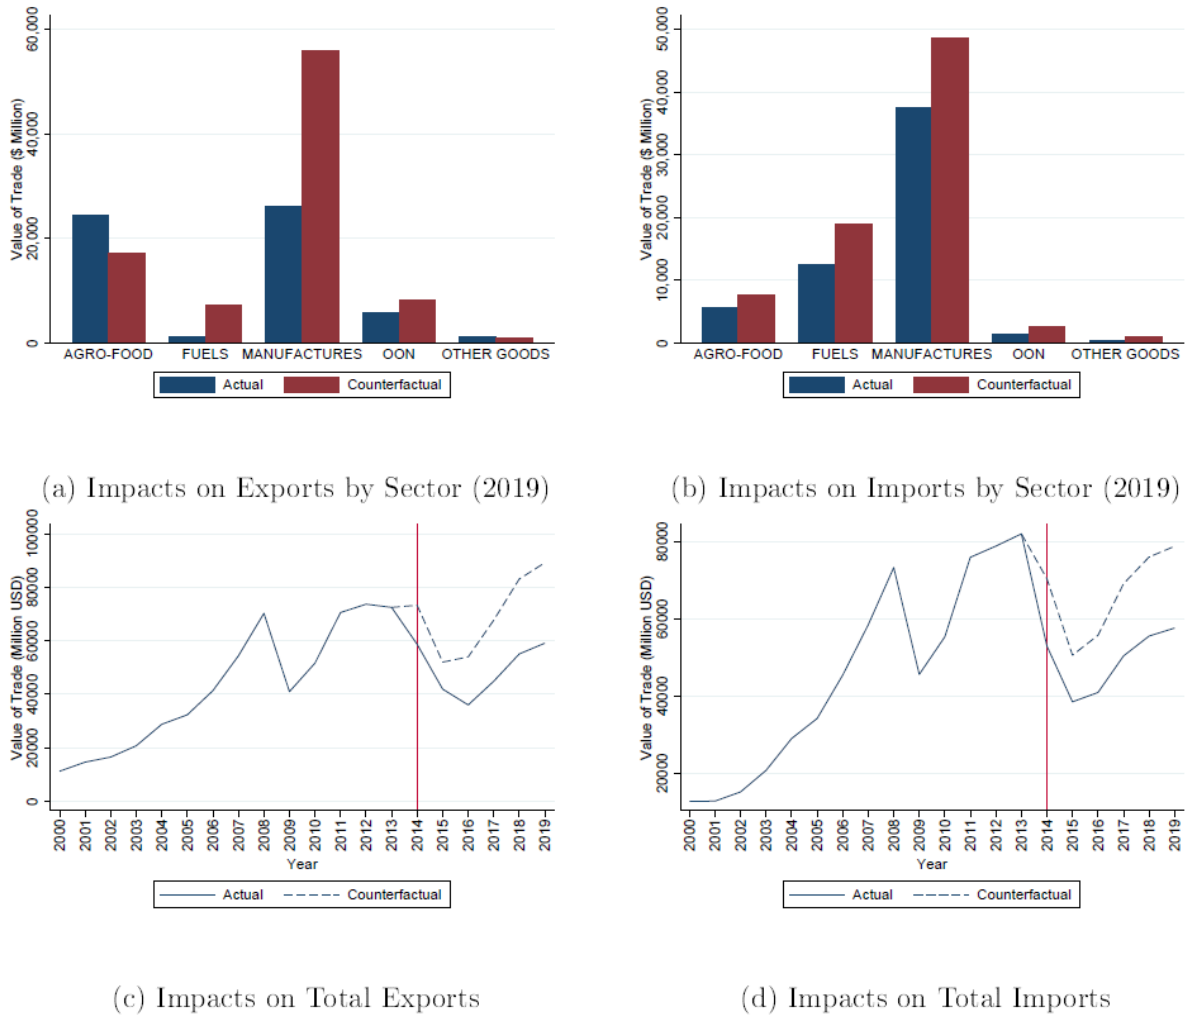 Value of Trade ($ Million)
60,000
40,000
20,000
0
AGRO-FOOD FUELS MANUFACTURES OON OTHER GOODS
Actual Counterfactual
(a) Impacts on Exports by Sector (2019)
Value of Trade ($ Million)
50,000
40,000
30,000
20,000
10,000
0
AGRO-FOOD FUELS MANUFACTURES OON OTHER GOODS
Actual Counterfactual
(b) Impacts on Imports by Sector (2019)
Value of Trade (Million USD)
100000
80000
60000
40000
20000
0
2000 2001 2002 2003 2004 2005 2006 2007 2008 2009 2010 2011 2012 2013 2014 2015 2016 2017 2018 2019
Year
Actual Counterfactual
(c) Impacts on Total Exports
Value of Trade (Million USD)
80000
60000
40000
20000
2000 2001 2002 2003 2004 2005 2006 2007 2008 2009 2010 2011 2012 2013 2014 2015 2016 2017 2018 2019
Year
Actual Counterfactual
(d) Impacts on Total Imports